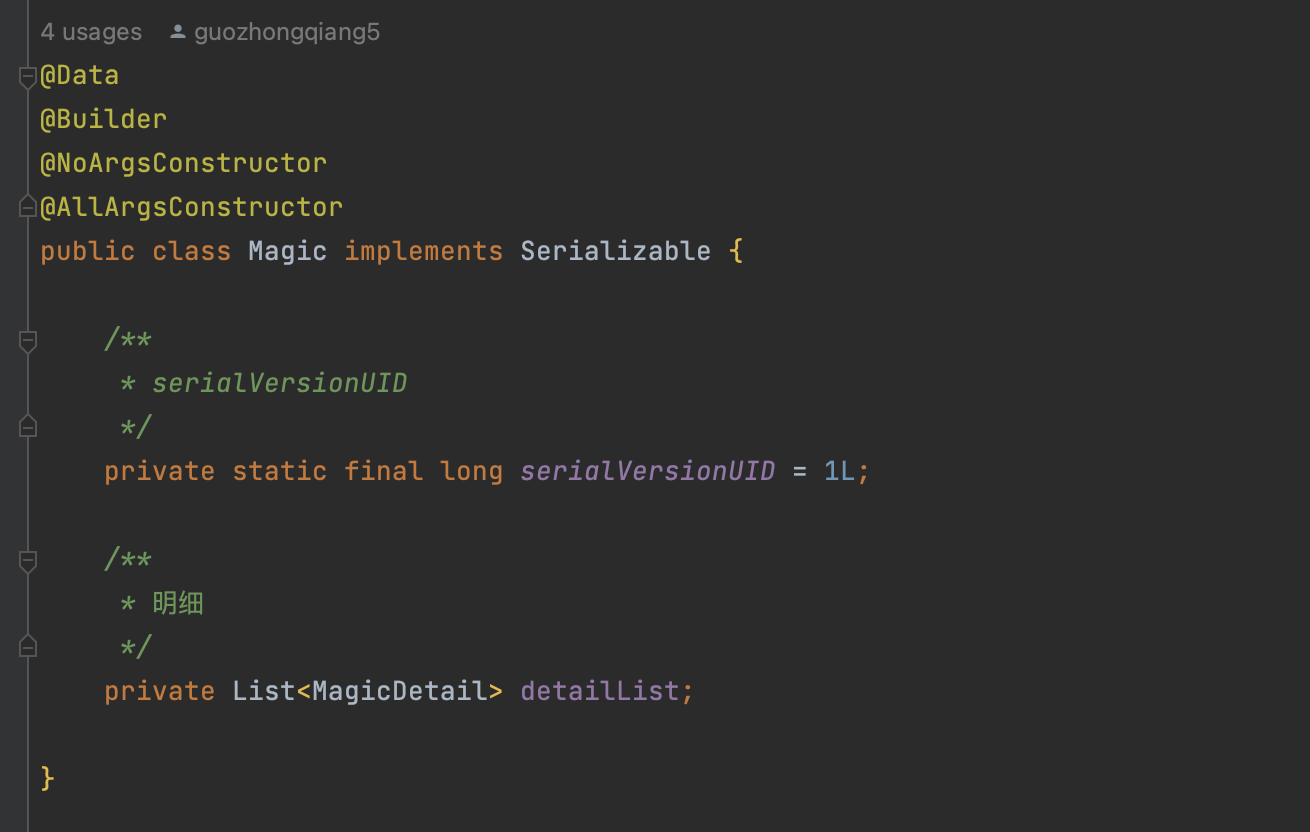 4 usages guozhongqiang5
@Data
@Builder
@NoArgsConstructor
@AllArgsConstructor
public class Magic implements Serializable {
/**
* serialVersionUID
*/
private static final long serialVersionUID = 1L;
/**
* 明细
*/
private List<MagicDetail> detailList;
}